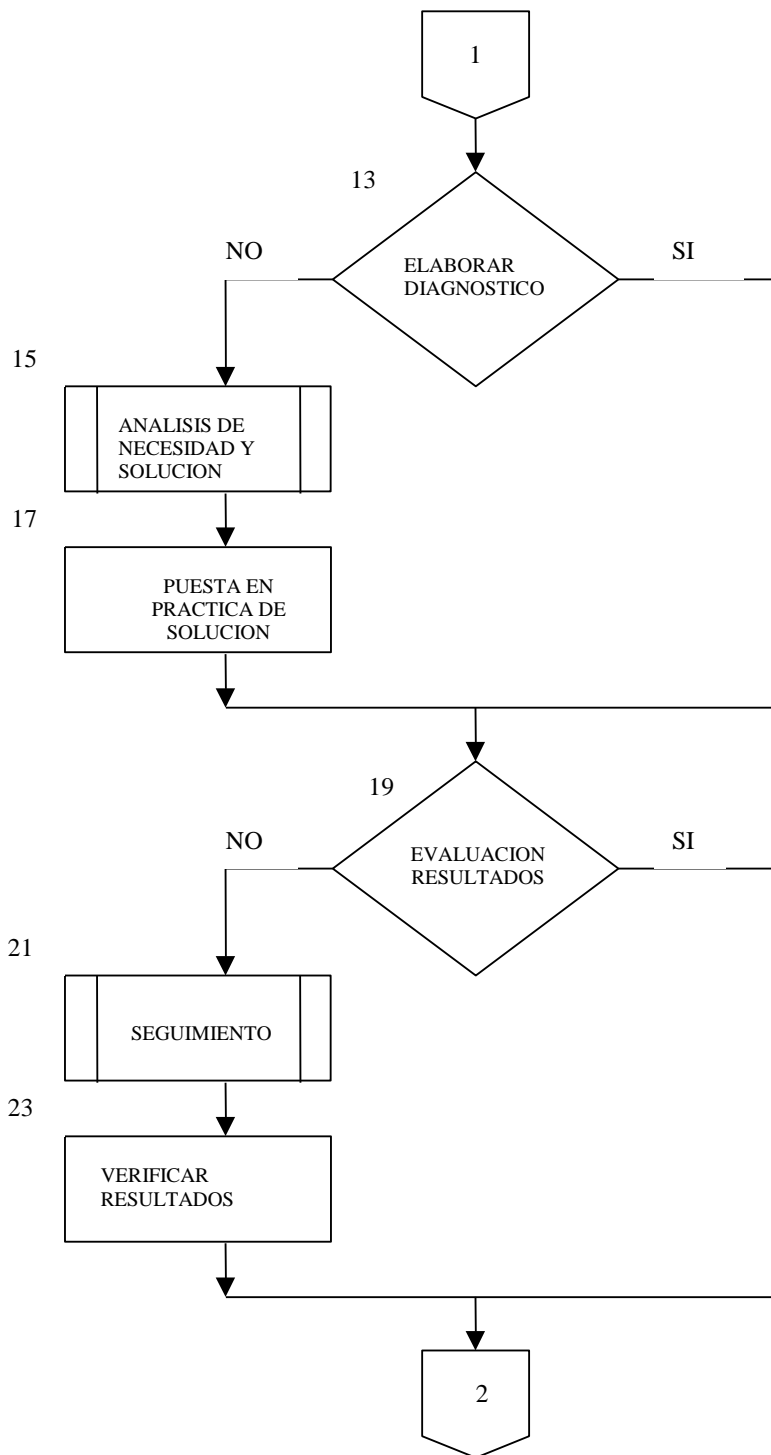 1
13
NO
SI
ELABORAR
DIAGNOSTICO
15
ANALISIS DE
NECESIDAD Y
SOLUCION
17
PUESTA EN
PRACTICA DE
SOLUCION
19
NO
SI
EVALUACION
RESULTADOS
21
SEGUIMIENTO
23
VERIFICAR
RESULTADOS
2